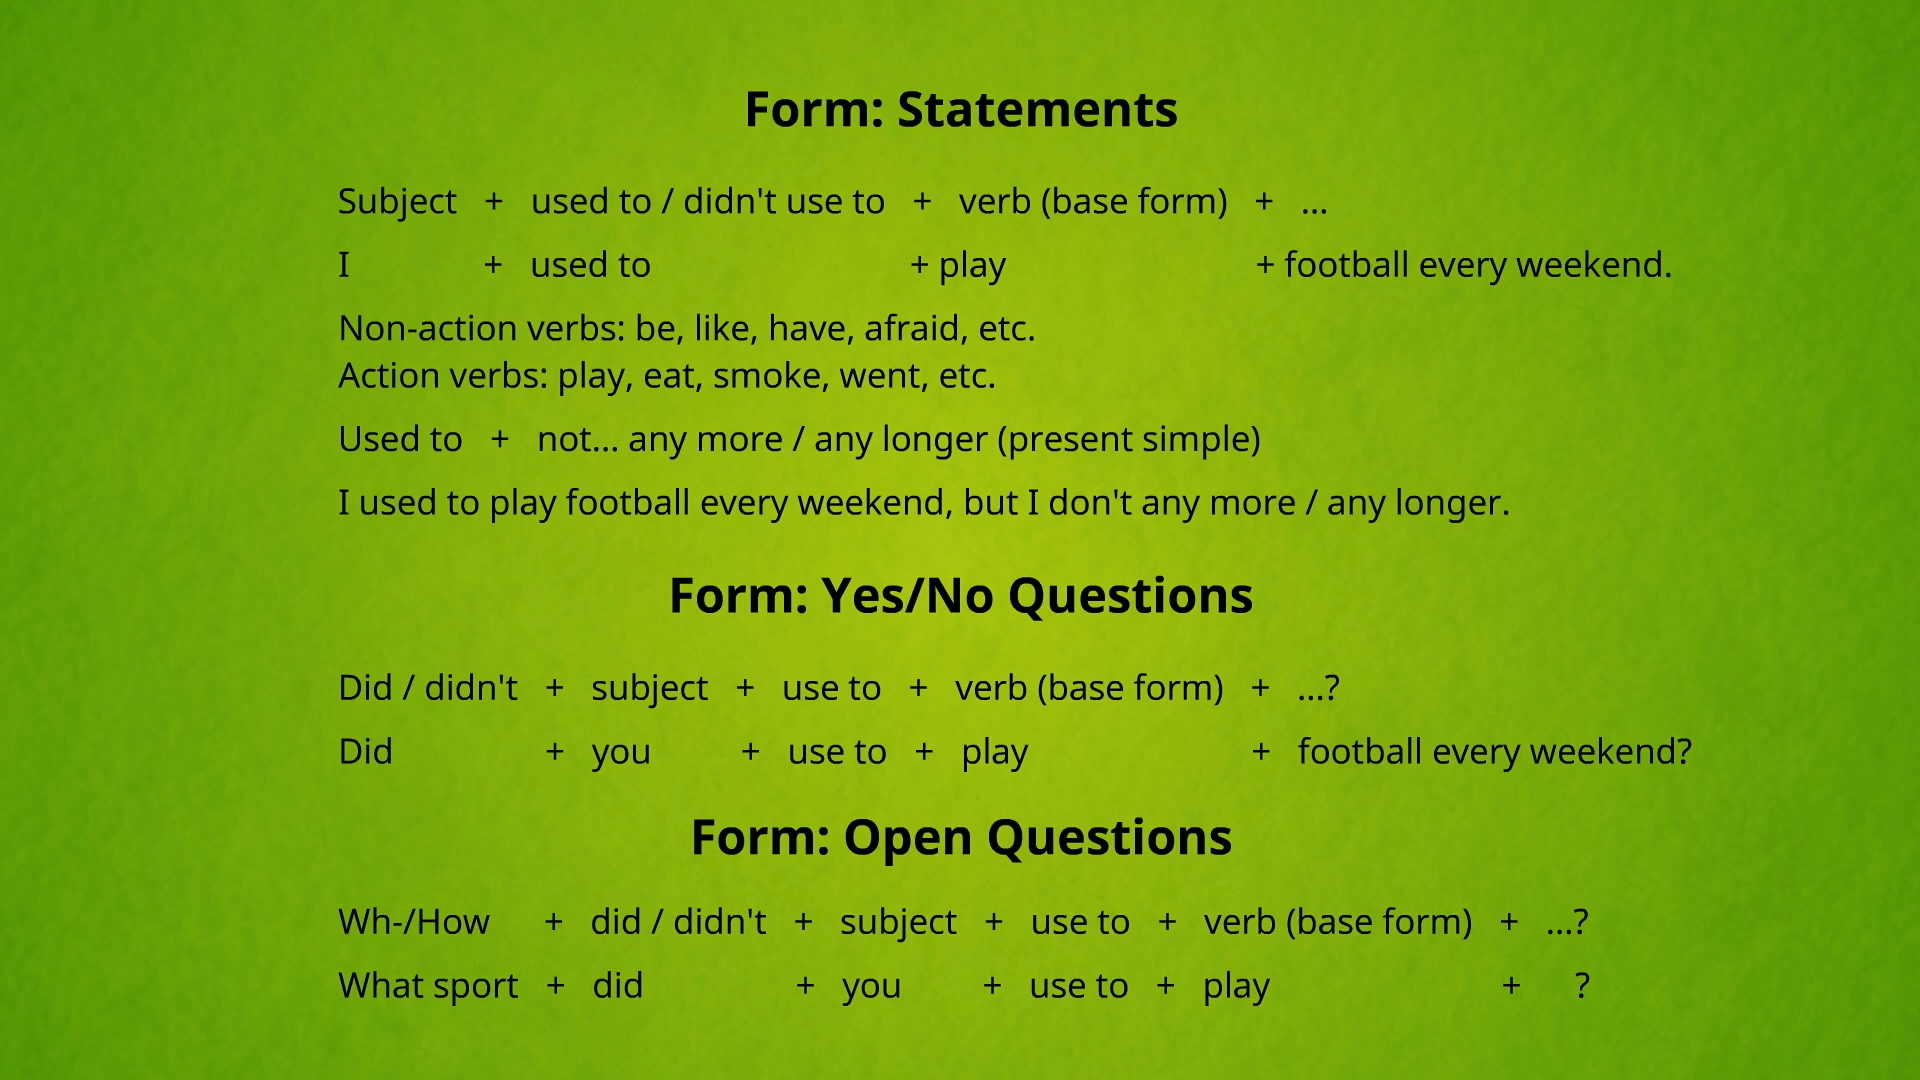 Form: Statements
Subject + used to / didn't use to + verb (base form) + ...
I + used to + play + football every weekend.
Non-action verbs: be, like, have, afraid, etc.
Action verbs: play, eat, smoke, went, etc.
Used to + not... any more / any longer (present simple)
I used to play football every weekend, but I don't any more / any longer.
Form: Yes/No Questions
Did / didn't + subject + use to + verb (base form) + ...?
Did + you + use to + play + football every weekend?
Form: Open Questions
Wh-/How + did / didn't + subject + use to + verb (base form) + ...?
What sport + did + you + use to + play + ?